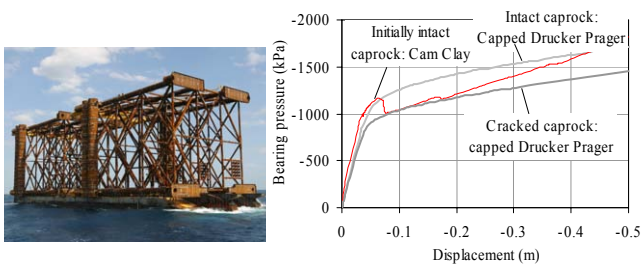 -2000
-1500
-1000
-500
0
Bearing pressure (kPa)
Initially intact
caprock: Cam Clay
Intact caprock:
Capped Drucker Prager
Cracked caprock:
capped Drucker Prager
0 -0.1 -0.2 -0.3 -0.4 -0.5
Displacement (m)